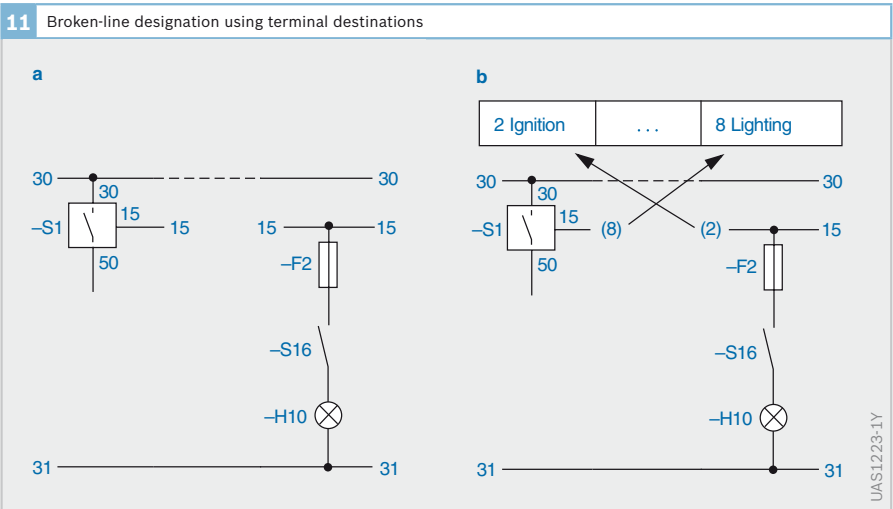 11 Broken-line designation using terminal destinations
a
30 30
30
–S1 15 15 15 15
50
–F2
–S16
–H10
31 31
b
2 Ignition ... 8 Lighting
30 30
30
–S1 15 (8) (2) 15
50
–F2
–S16
–H10
31 31
UAS1223-1Y